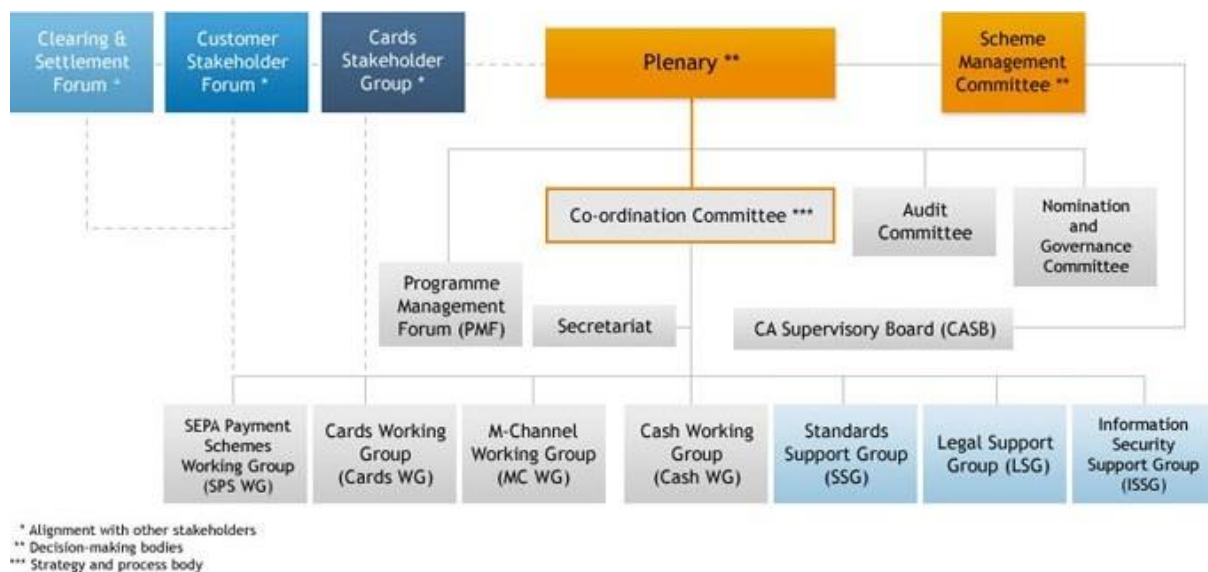 Clearing &
Settlement
Forum *
Customer
Stakeholder
Forum *
Cards
Stakeholder
Group *
Plenary **
Scheme
Management
Committee **
Co-ordination Committee ***
Audit
Committee
Nomination
and
Governance
Committee
Programme
Management
Forum (PMF)
Secretariat
CA Supervisory Board (CASB)
SEPA Payment
Schemes
Working Group
(SPS WG)
Cards Working
Group
(Cards WG)
M-Channel
Working Group
(MC WG)
Cash Working
Group
(Cash WG)
Standards
Support Group
(SSG)
Legal Support
Group (LSG)
Information
Security
Support Group
(ISSG)
* Alignment with other stakeholders
** Decision-making bodies
*** Strategy and process body